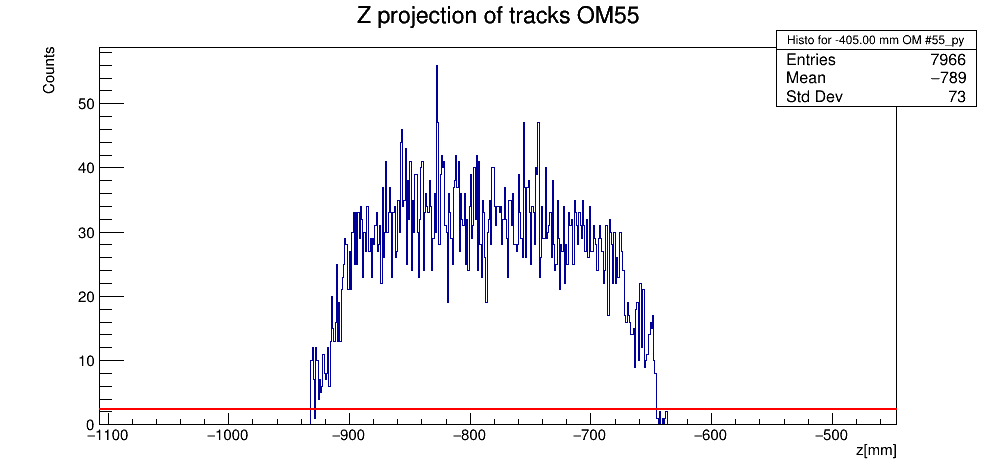 Z projection of tracks OM55
Histo for -405.00 mm OM #55_py
Entries 7966
Mean −789
Std Dev 73
Counts
50
40
30
20
10
0
−1100 −1000 −900 −800 −700 −600 −500
z[mm]